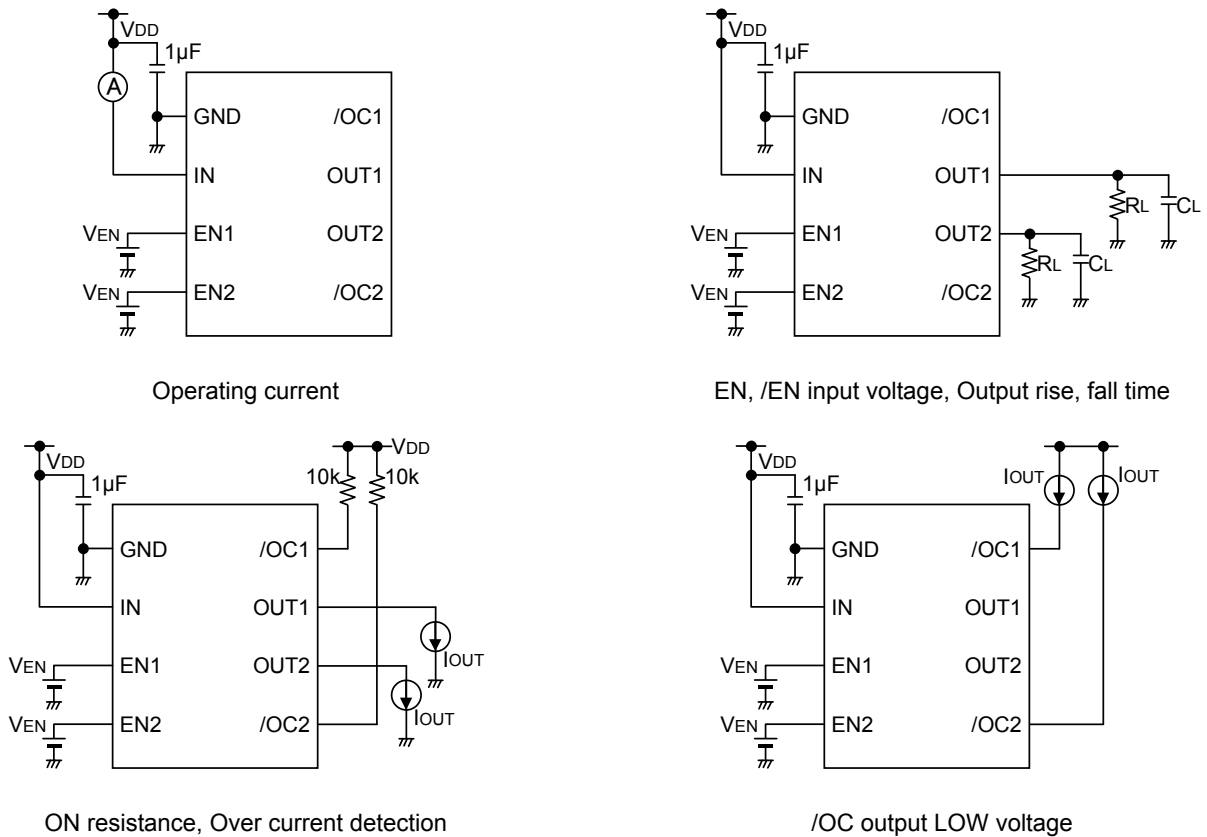 VDD
1µF
A
GND /OC1
IN OUT1
VEN EN1 OUT2
VEN EN2 /OC2
Operating current
VDD
1µF
GND /OC1
IN OUT1
RL CL
VEN EN1 OUT2
RL CL
VEN EN2 /OC2
EN, /EN input voltage, Output rise, fall time
VDD VDD
1µF 10k 10k
GND /OC1
IN OUT1
IOUT
VEN EN1 OUT2
IOUT
VEN EN2 /OC2
ON resistance, Over current detection
VDD
1µF IOUT IOUT
GND /OC1
IN OUT1
VEN EN1 OUT2
VEN EN2 /OC2
/OC output LOW voltage